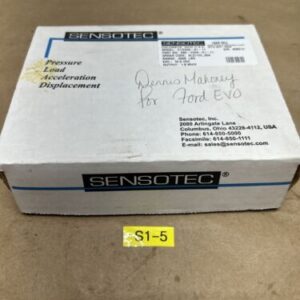 SENSOTEC
Pressure
Load
Acceleration
Displacement
Dennis Mahoney
for Ford EVO
Sensotec, Inc.
2080 Arlingate Lane
Columbus, Ohio 43228-4112, USA
Phone: 614-850-5000
Facsimile: 614-850-1111
E-mail: sales@sensotec.com
SENSOTEC
S1-5